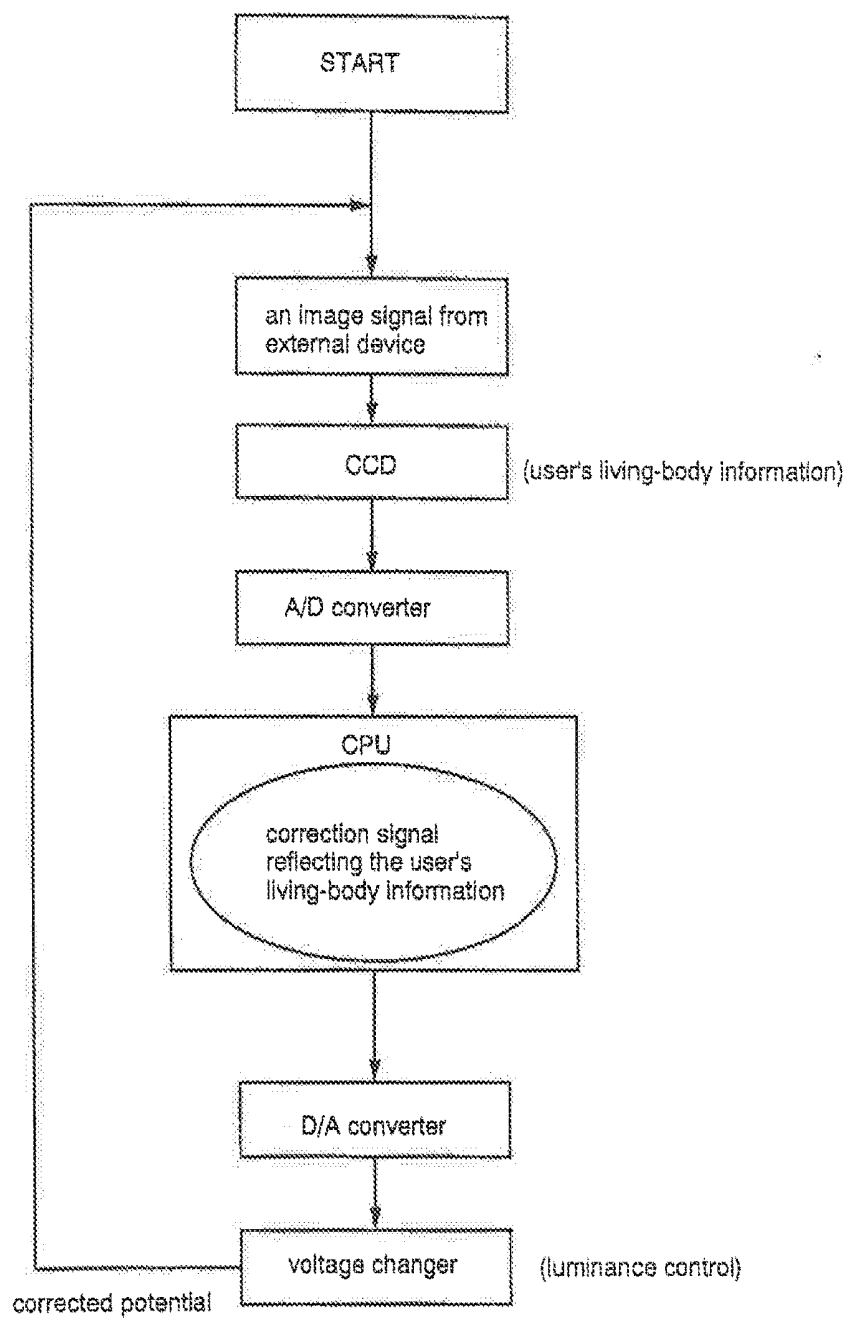 START
an image signal from
external device
CCD
(user's living-body information)
A/D converter
CPU
correction signal
reflecting the user's
living-body information
D/A converter
voltage changer
(luminance control)
corrected potential